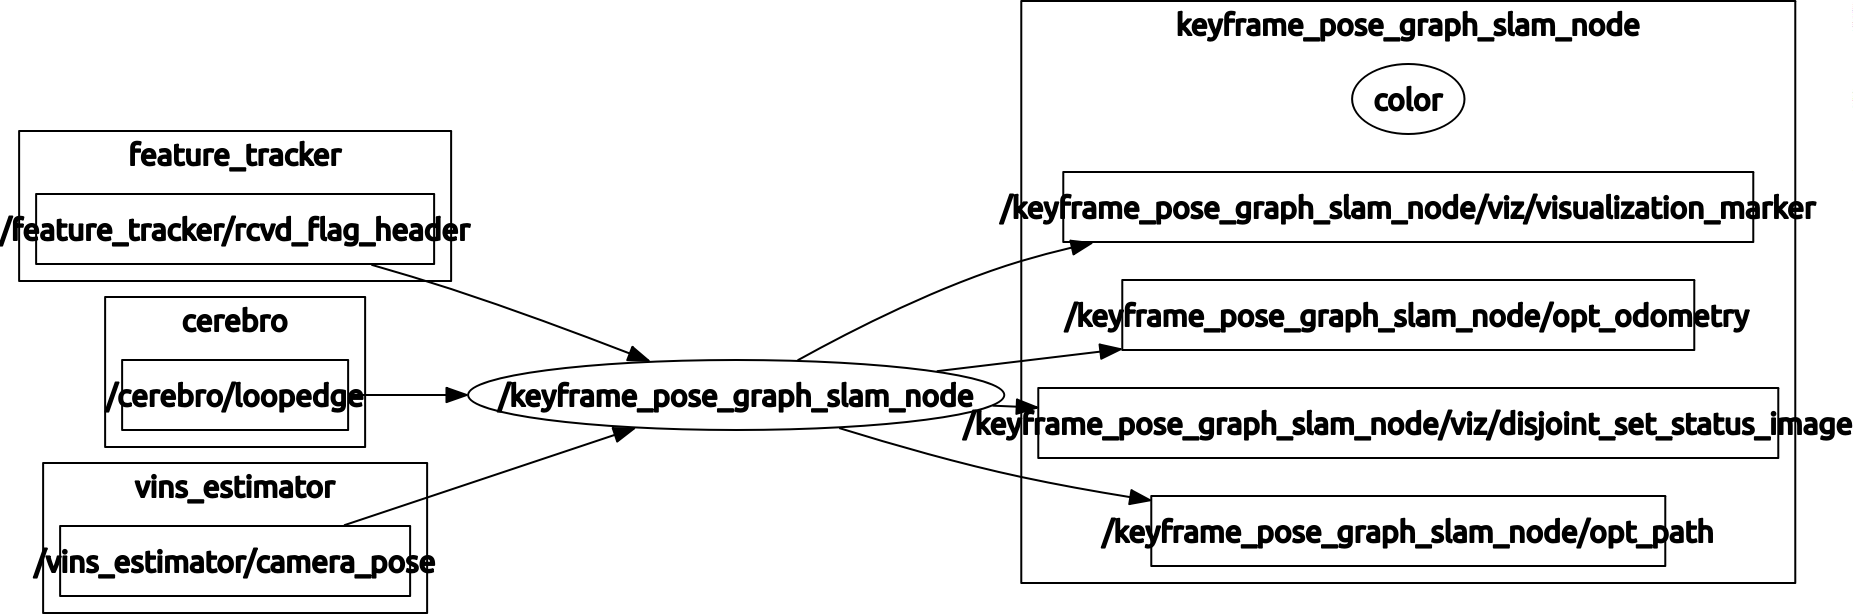 feature_tracker
/feature_tracker/rcvd_flag_header
cerebro
/cerebro/loopedge
vins_estimator
/vins_estimator/camera_pose
/keyframe_pose_graph_slam_node
keyframe_pose_graph_slam_node
color
/keyframe_pose_graph_slam_node/viz/visualization_marker
/keyframe_pose_graph_slam_node/opt_odometry
/keyframe_pose_graph_slam_node/viz/disjoint_set_status_image
/keyframe_pose_graph_slam_node/opt_path